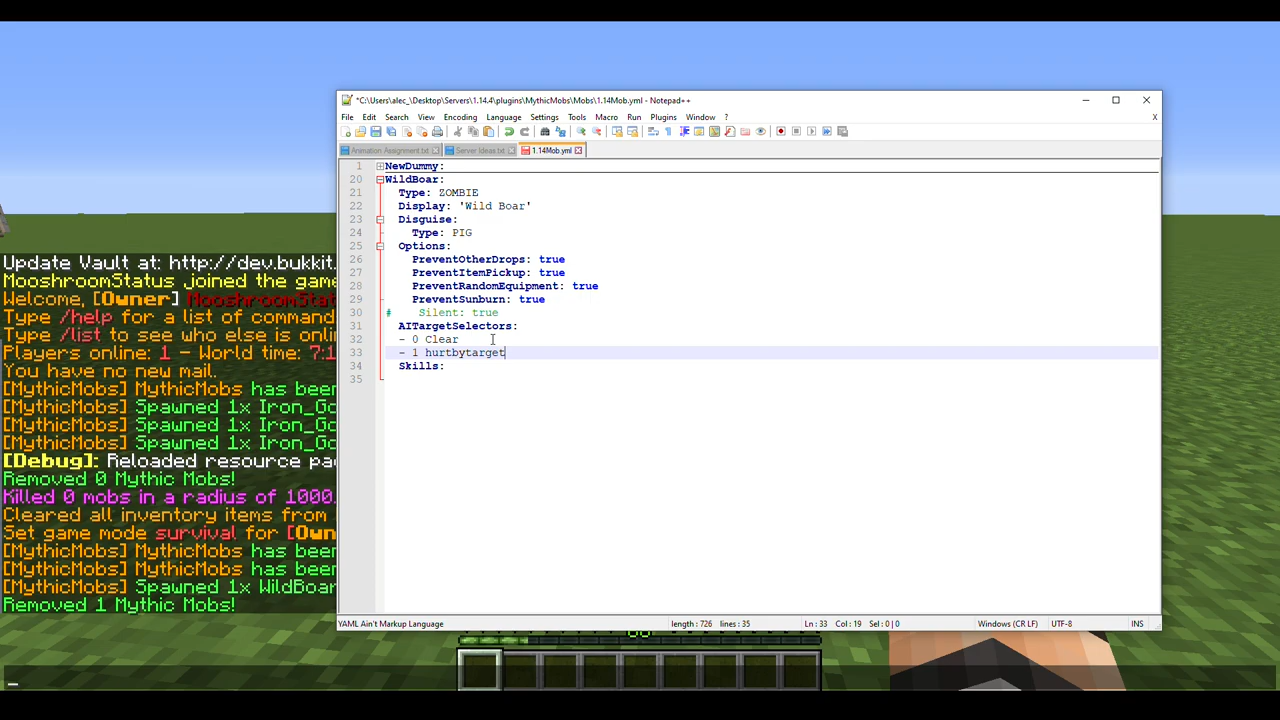 *C:\Users\alec_\Desktop\Servers\1.14.4\plugins\MythicMobs\Mobs\1.14Mob.yml - Notepad++
File Edit Search View Encoding Language Settings Tools Macro Run Plugins Window ? X
Animation Assignment.txt Server Ideas.txt 1.14Mob.yml
1 NewDummy:
20 WildBoar:
21 Type: ZOMBIE
22 Display: 'Wild Boar'
23 Disguise:
24 Type: PIG
25 Options:
26 PreventOtherDrops: true
27 PreventItemPickup: true
28 PreventRandomEquipment: true
29 PreventSunburn: true
30 # Silent: true
31 AITargetSelectors:
32 - 0 Clear
33 - 1 hurtbytarget
34 Skills:
35
YAML Ain't Markup Language length : 726 lines : 35 Ln : 33 Col : 19 Sel : 0 | 0 Windows (CR LF) UTF-8 INS
Update Vault at: http://dev.bukkit.
MooshroomStatus joined the game
Welcome, [Owner] MooshroomStat
Type /help for a list of command
Type /list to see who else is onli
Players online: 1 – World time: 7:1
You have no new mail.
[MythicMobs] MythicMobs has been
[MythicMobs] Spawned 1x Iron_Go
[MythicMobs] Spawned 1x Iron_Go
[MythicMobs] Spawned 1x Iron_Go
[Debug]: Reloaded resource pa
Removed 0 Mythic Mobs!
Killed 0 mobs in a radius of 1000.
Cleared all inventory items from
Set game mode survival for [Own
[MythicMobs] MythicMobs has been
[MythicMobs] MythicMobs has been
[MythicMobs] Spawned 1x WildBoar
Removed 1 Mythic Mobs!